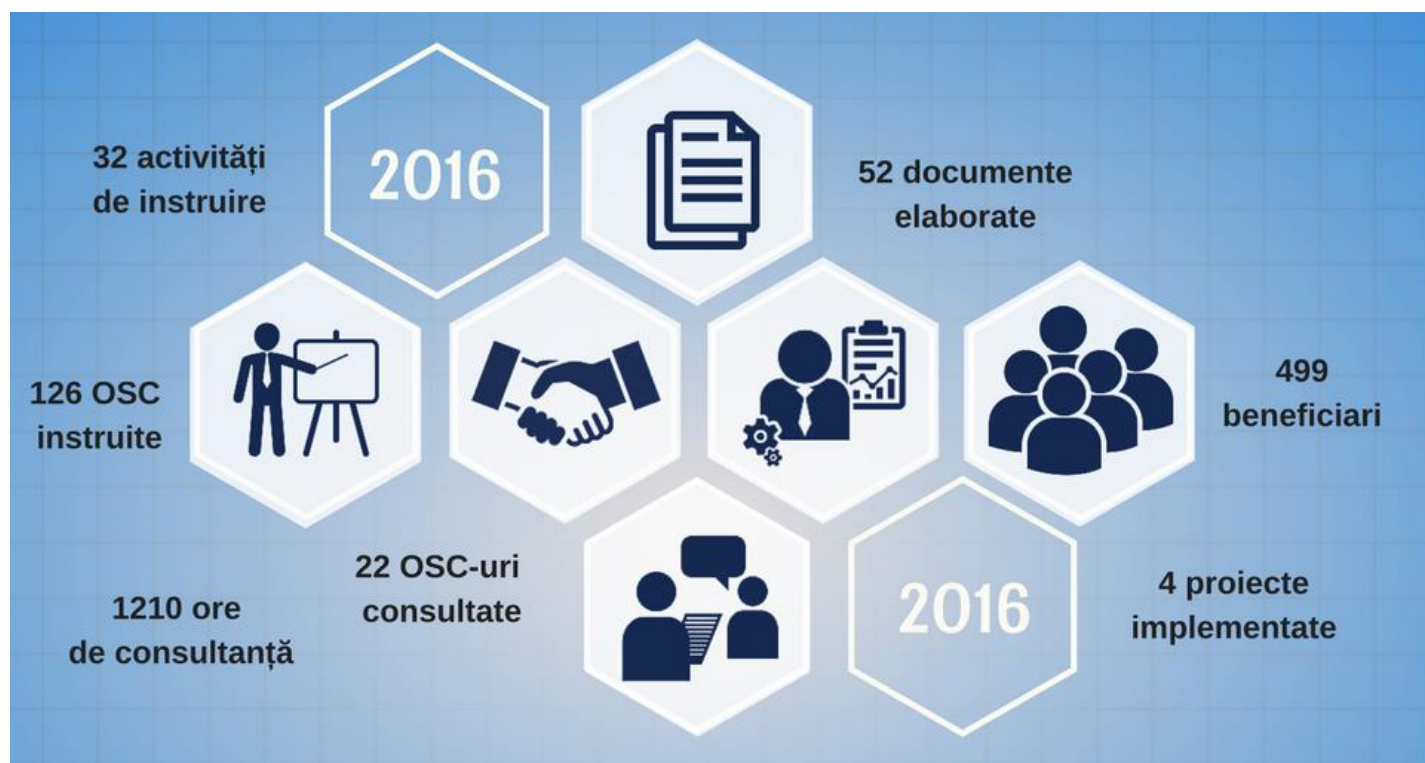 32 activități
de instruire
2016
52 documente
elaborate
126 OSC
instruite
499
beneficiari
22 OSC-uri
consultate
1210 ore
de consultanță
2016
4 proiecte
implementate